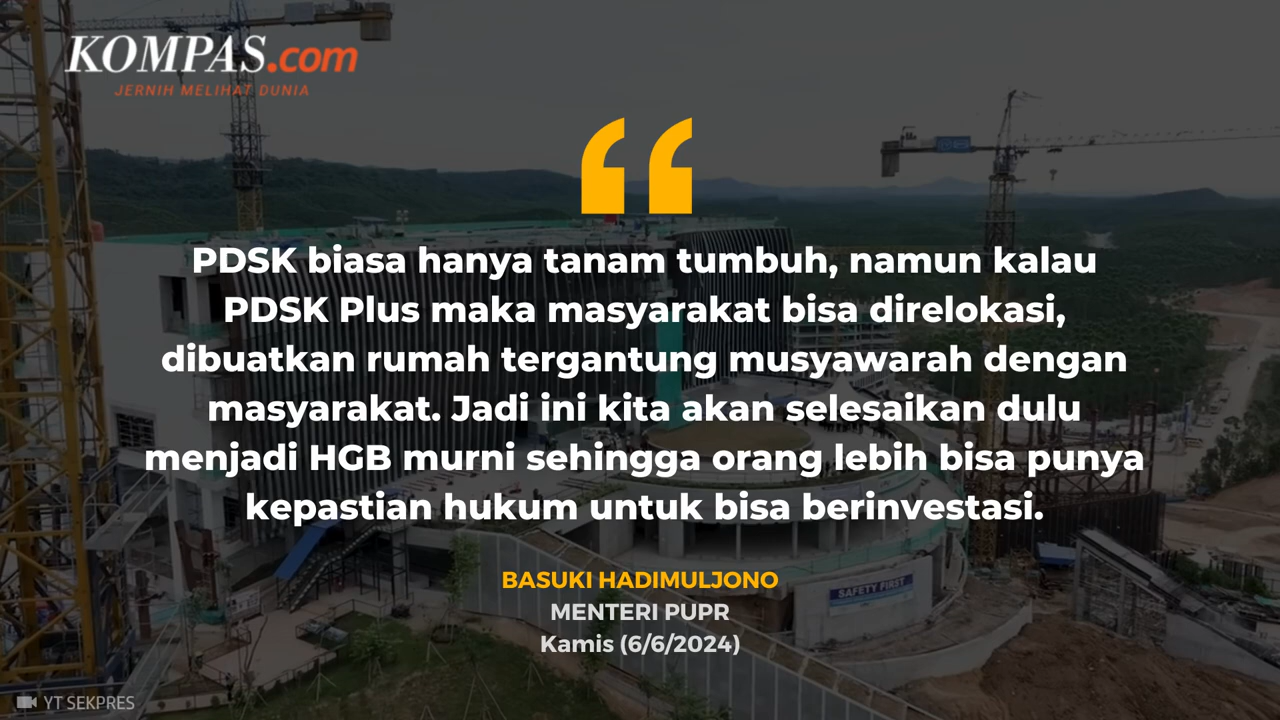 KOMPAS.com
JERNIH MELIHAT DUNIA
“
PDSK biasa hanya tanam tumbuh, namun kalau
PDSK Plus maka masyarakat bisa direlokasi,
dibuatkan rumah tergantung musyawarah dengan
masyarakat. Jadi ini kita akan selesaikan dulu
menjadi HGB murni sehingga orang lebih bisa punya
kepastian hukum untuk bisa berinvestasi.
BASUKI HADIMULJONO
SAFETY FIRST
MENTERI PUPR
Kamis (6/6/2024)
YT SEKPRES